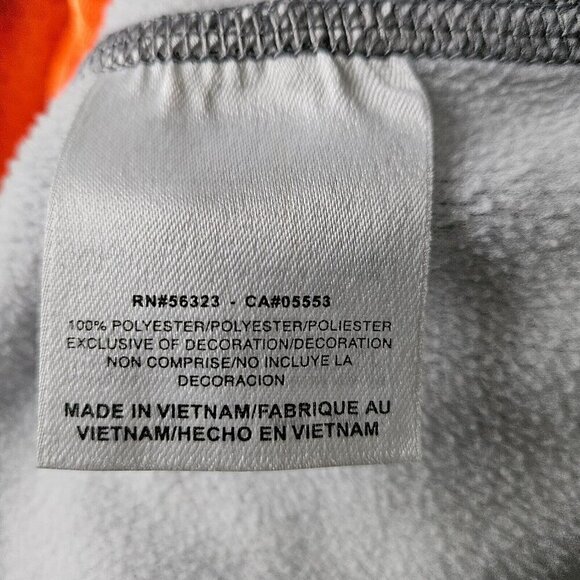 RN#56323 - CA#05553
100% POLYESTER/POLYESTER/POLIESTER
EXCLUSIVE OF DECORATION/DECORATION
NON COMPRISE/NO INCLUYE LA
DECORACION
MADE IN VIETNAM/FABRIQUE AU
VIETNAM/HECHO EN VIETNAM